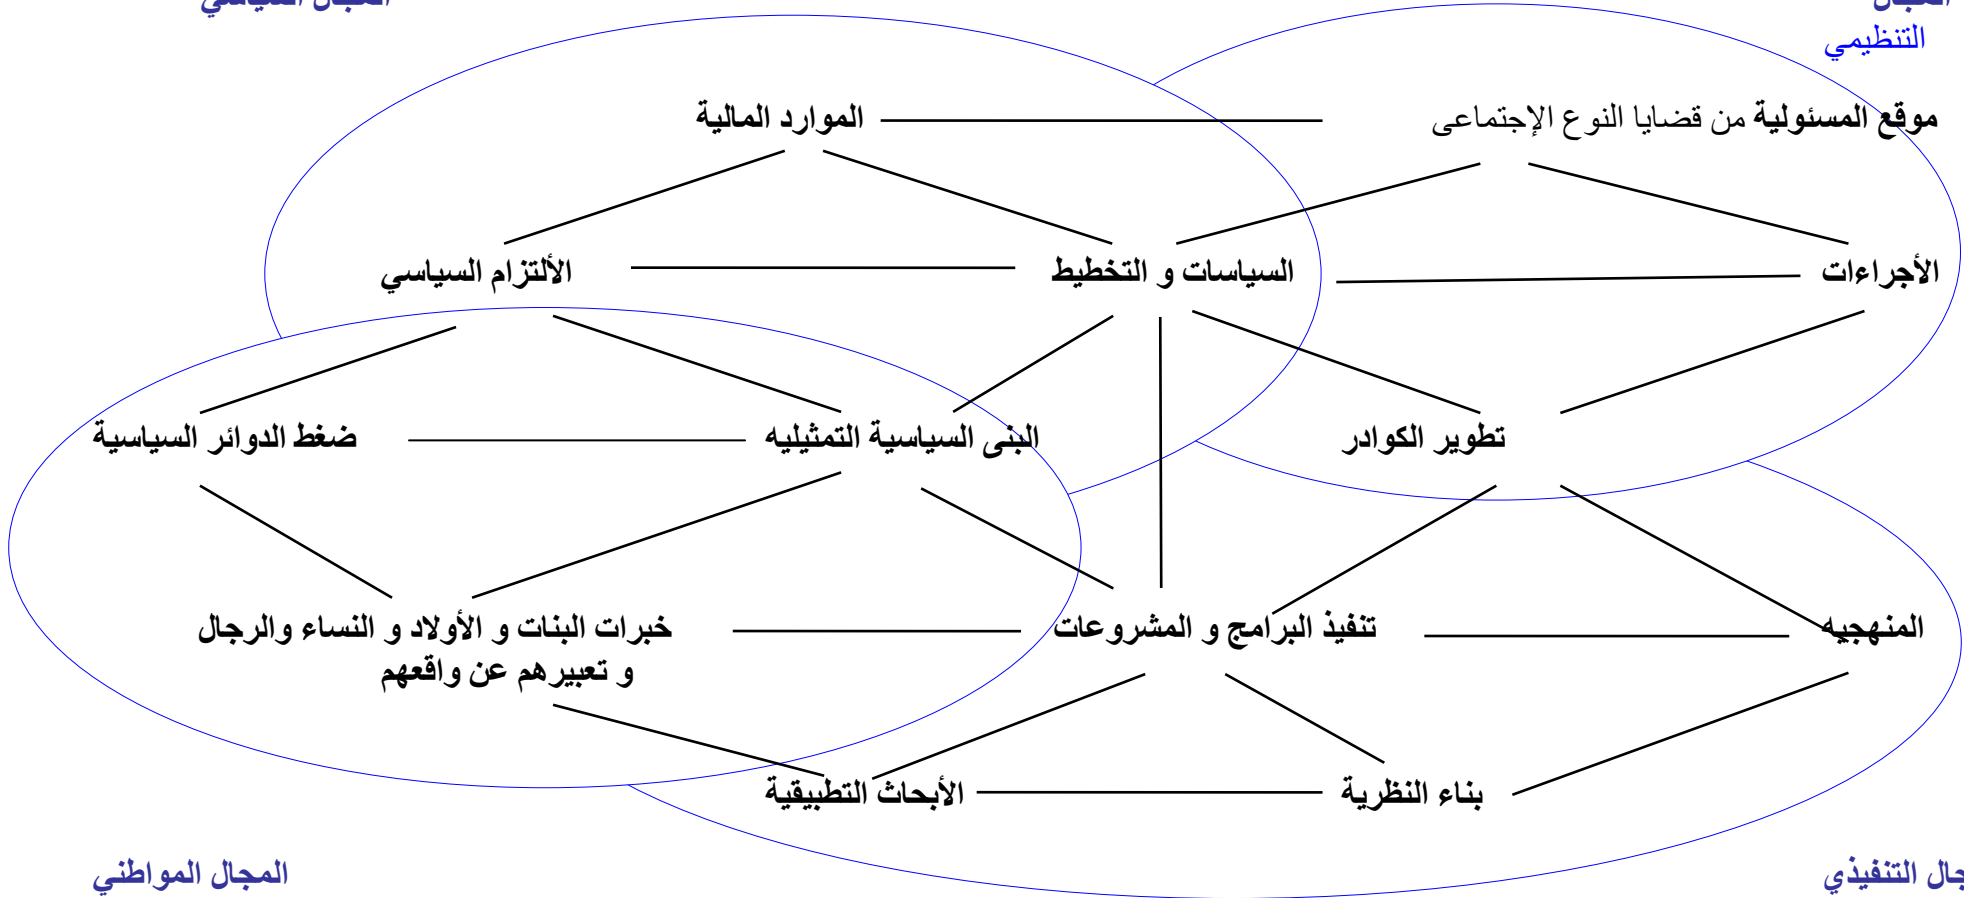 المجال السياسي
المجال
التنظيمي
موقع المسئولية من قضايا النوع الإجتماعى
الموارد المالية
الأجراءات
السياسات و التخطيط
الألتزام السياسي
تطوير الكوادر
البنى السياسية التمثيليه
ضغط الدوائر السياسية
المنهجيه
تنفيذ البرامج و المشروعات
خبرات البنات و الأولاد و النساء والرجال
و تعبيرهم عن واقعهم
بناء النظرية
الأبحاث التطبيقية
جال التنفيذي
المجال المواطني